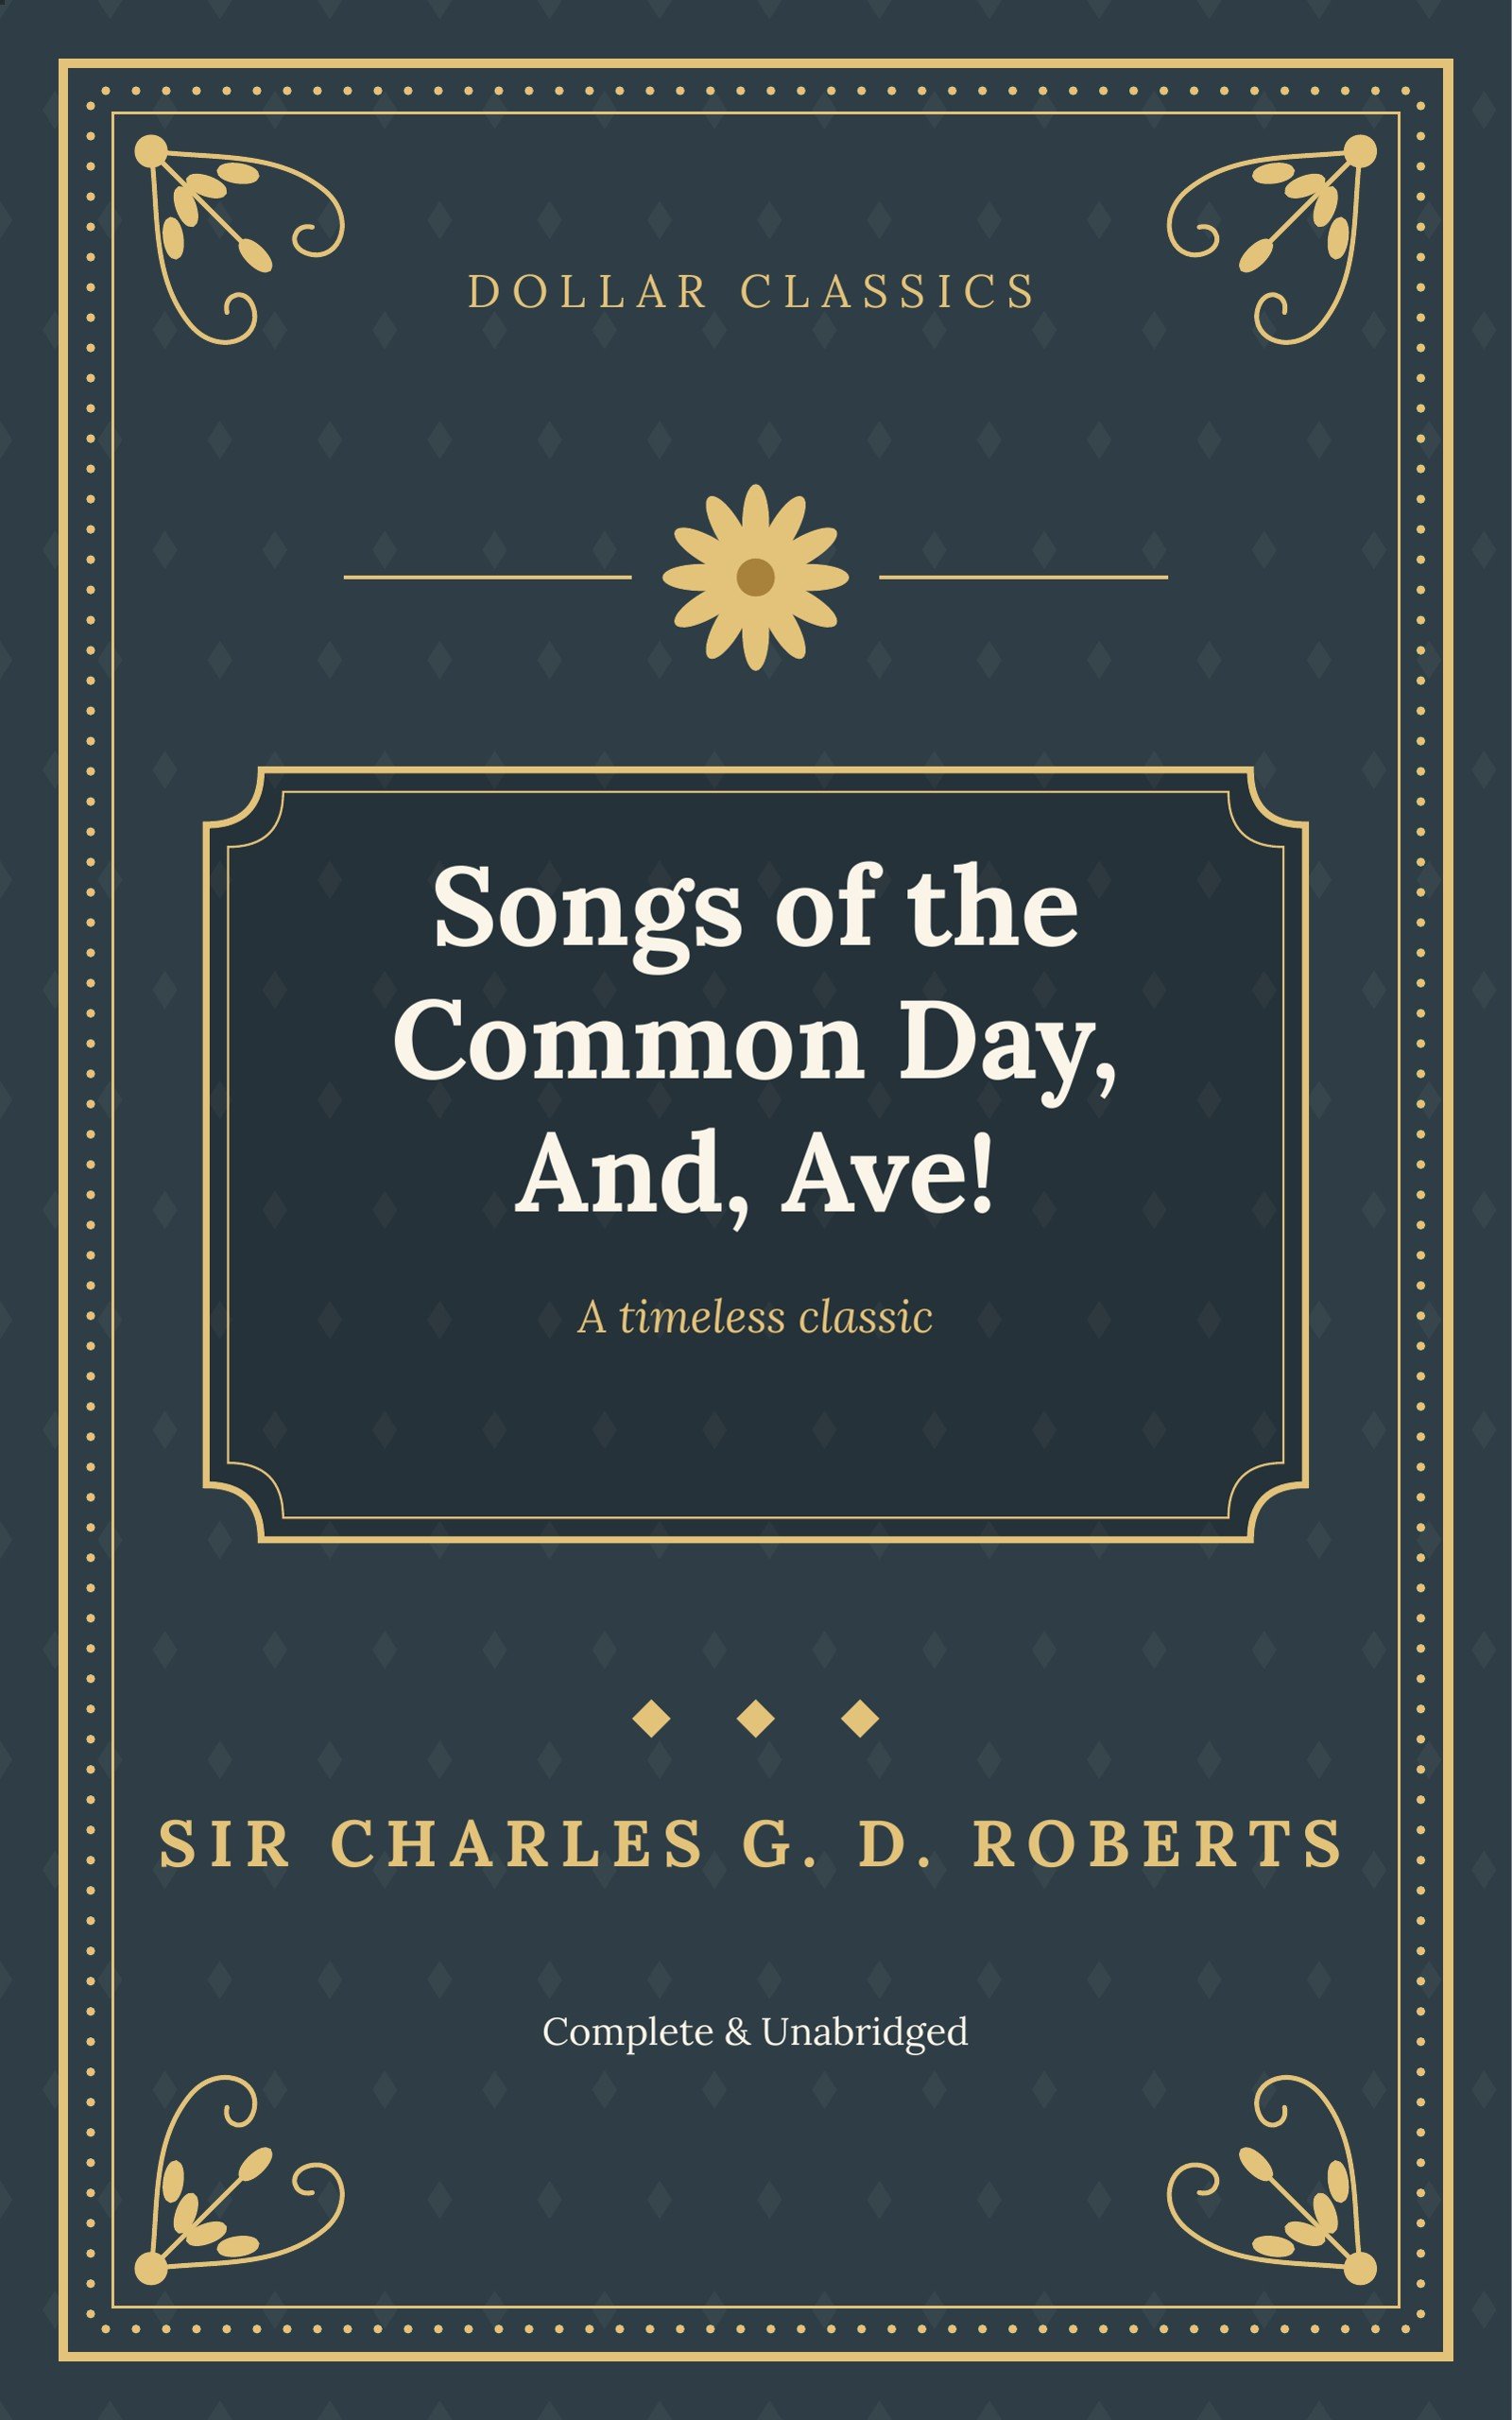 DOLLAR CLASSICS
Songs of the
Common Day,
And, Ave!
A timeless classic
SIR CHARLES G. D. ROBERTS
Complete & Unabridged